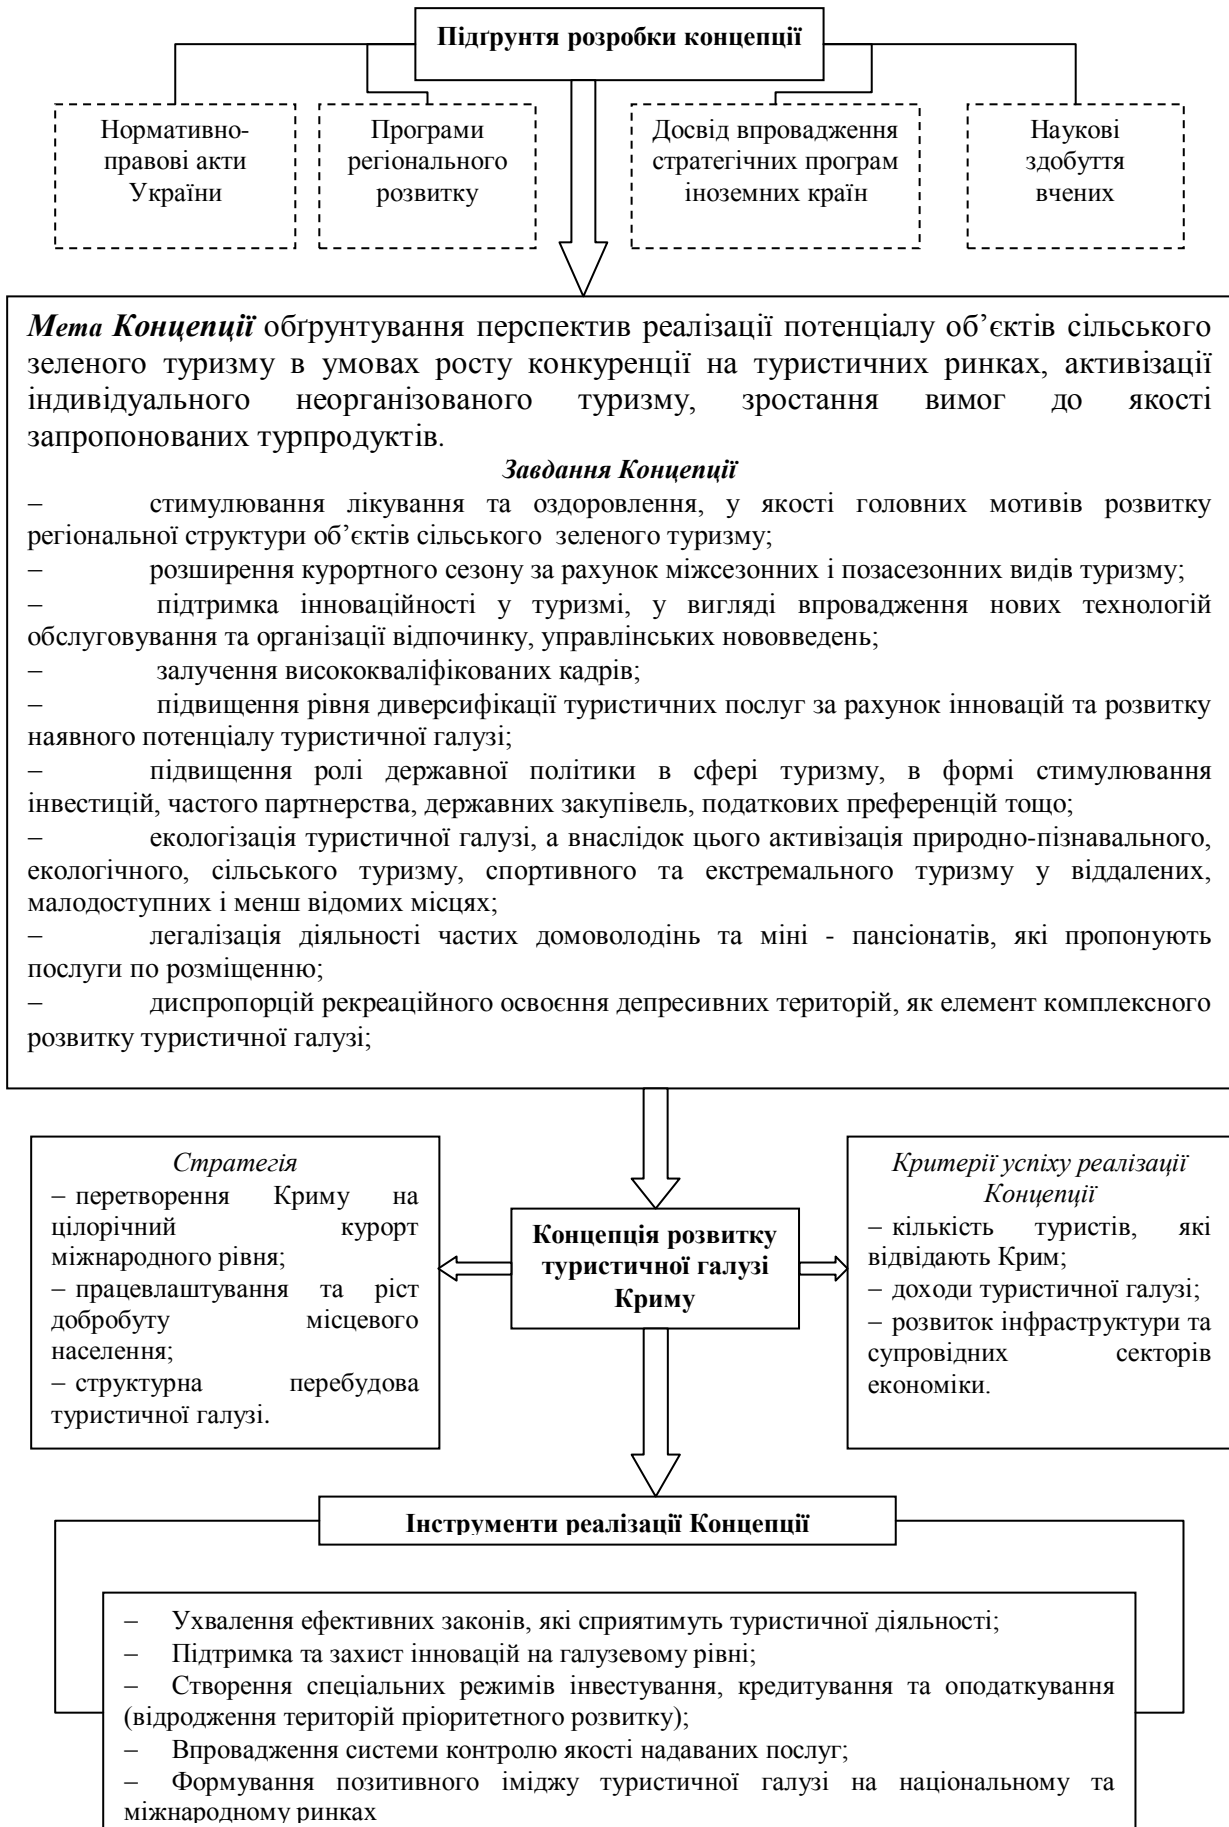 Підґрунтя розробки концепції
Нормативно-
правові акти
України
Програми
регіонального
розвитку
Досвід впровадження
стратегічних програм
іноземних країн
Наукові
здобуття
вчених
Мета Концепції обґрунтування перспектив реалізації потенціалу об’єктів сільського
зеленого туризму в умовах росту конкуренції на туристичних ринках, активізації
індивідуального неорганізованого туризму, зростання вимог до якості
запропонованих турпродуктів.
Завдання Концепції
– стимулювання лікування та оздоровлення, у якості головних мотивів розвитку
регіональної структури об’єктів сільського зеленого туризму;
– розширення курортного сезону за рахунок міжсезонних і позасезонних видів туризму;
– підтримка інноваційності у туризмі, у вигляді впровадження нових технологій
обслуговування та організації відпочинку, управлінських нововведень;
– залучення висококваліфікованих кадрів;
– підвищення рівня диверсифікації туристичних послуг за рахунок інновацій та розвитку
наявного потенціалу туристичної галузі;
– підвищення ролі державної політики в сфері туризму, в формі стимулювання
інвестицій, частого партнерства, державних закупівель, податкових преференцій тощо;
– екологізація туристичної галузі, а внаслідок цього активізація природно-пізнавального,
екологічного, сільського туризму, спортивного та екстремального туризму у віддалених,
малодоступних і менш відомих місцях;
– легалізація діяльності частих домоволодінь та міні - пансіонатів, які пропонують
послуги по розміщенню;
– диспропорцій рекреаційного освоєння депресивних територій, як елемент комплексного
розвитку туристичної галузі;
Стратегія
– перетворення Криму на
цілорічний курорт
міжнародного рівня;
– працевлаштування та ріст
добробуту місцевого
населення;
– структурна перебудова
туристичної галузі.
Концепція розвитку
туристичної галузі
Криму
Критерії успіху реалізації
Концепції
– кількість туристів, які
відвідають Крим;
– доходи туристичної галузі;
– розвиток інфраструктури та
супровідних секторів
економіки.
Інструменти реалізації Концепції
– Ухвалення ефективних законів, які сприятимуть туристичної діяльності;
– Підтримка та захист інновацій на галузевому рівні;
– Створення спеціальних режимів інвестування, кредитування та оподаткування
(відродження територій пріоритетного розвитку);
– Впровадження системи контролю якості надаваних послуг;
– Формування позитивного іміджу туристичної галузі на національному та
міжнародному ринках